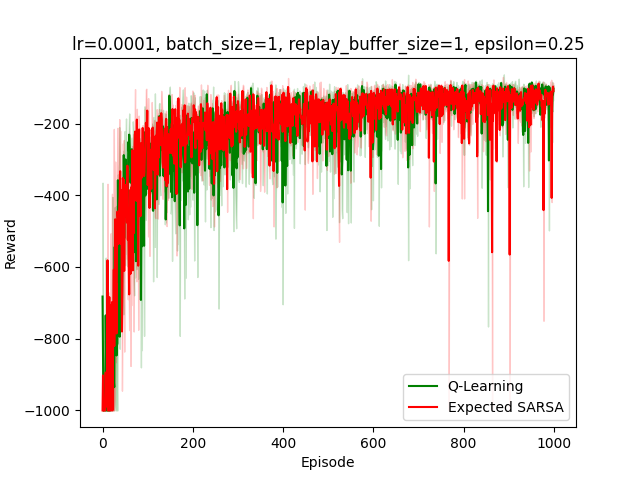 lr=0.0001, batch_size=1, replay_buffer_size=1, epsilon=0.25
−200
−400
−600
−800
−1000
Reward
0
200
400
600
800
1000
Episode
Q-Learning
Expected SARSA